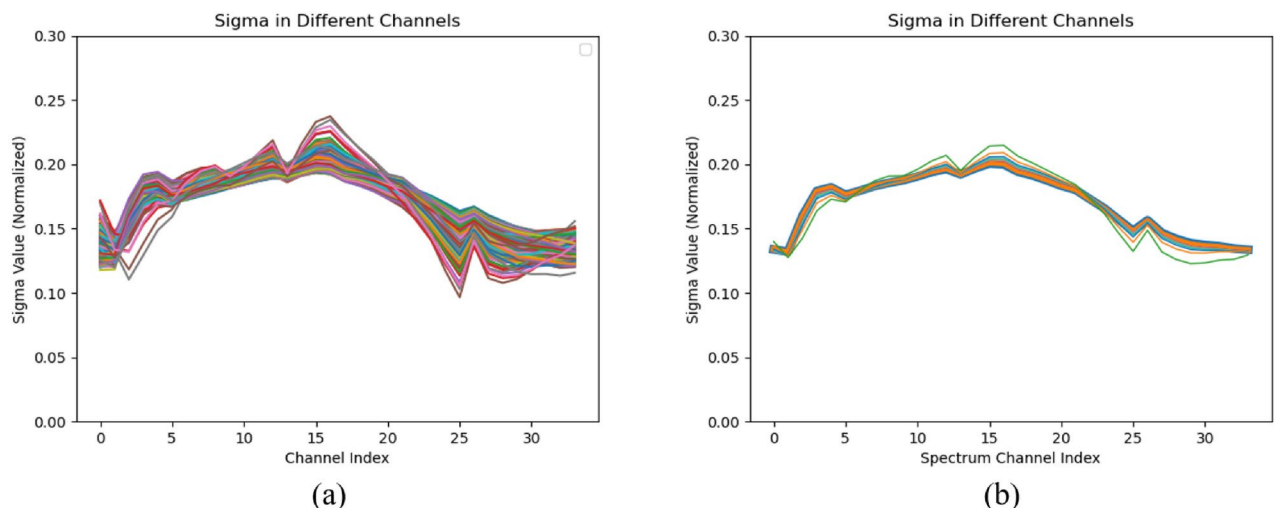 Sigma in Different Channels
0.30
0.25
0.20
0.15
0.10
0.05
0.00
Sigma Value (Normalized)
0 5 10 15 20 25 30
Channel Index
(a)
Sigma in Different Channels
0.30
0.25
0.20
0.15
0.10
0.05
0.00
Sigma Value (Normalized)
0 5 10 15 20 25 30
Spectrum Channel Index
(b)